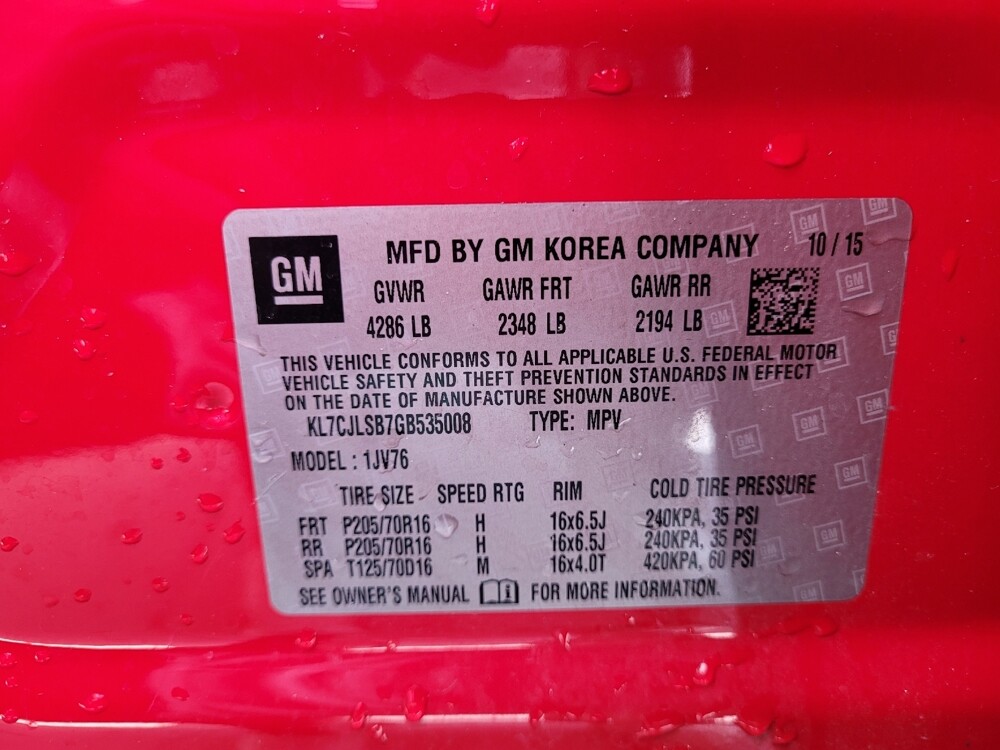 GM
MFD BY GM KOREA COMPANY 10 / 15
GVWR GAWR FRT GAWR RR
4286 LB 2348 LB 2194 LB
THIS VEHICLE CONFORMS TO ALL APPLICABLE U.S. FEDERAL MOTOR
VEHICLE SAFETY AND THEFT PREVENTION STANDARDS IN EFFECT
ON THE DATE OF MANUFACTURE SHOWN ABOVE.
KL7CJLSB7GB535008 TYPE: MPV
MODEL : 1JV76
TIRE SIZE SPEED RTG RIM COLD TIRE PRESSURE
FRT P205/70R16 H 16x6.5J 240KPA, 35 PSI
RR P205/70R16 H 16x6.5J 240KPA, 35 PSI
SPA T125/70D16 M 16x4.0T 420KPA, 60 PSI
SEE OWNER'S MANUAL i FOR MORE INFORMATION.